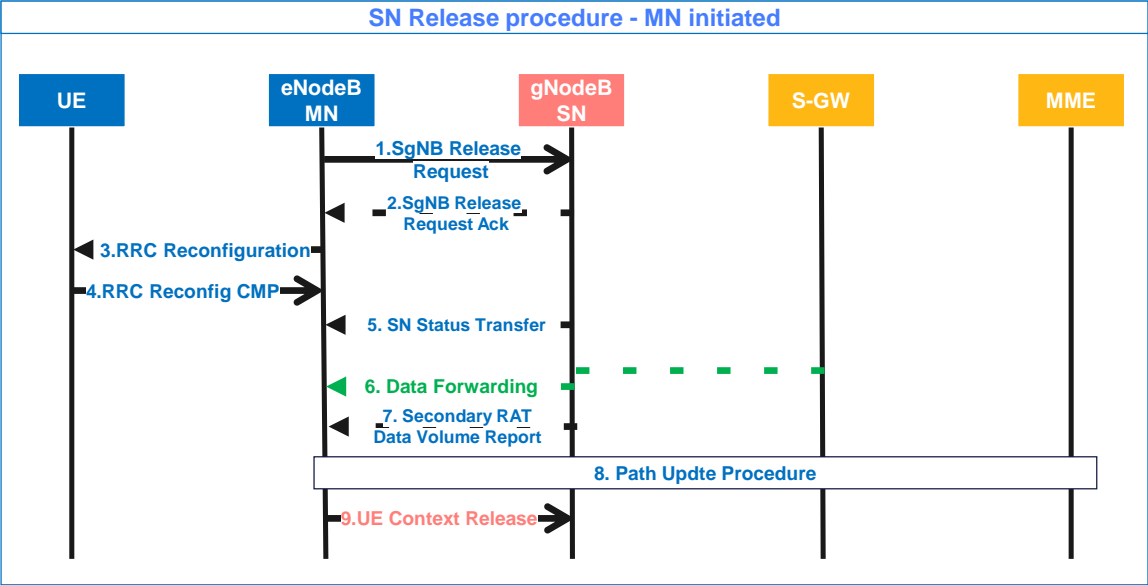 SN Release procedure - MN initiated
UE
eNodeB
MN
gNodeB
SN
S-GW
MME
1.SgNB Release
Request
2.SgNB Release
Request Ack
3.RRC Reconfiguration
4.RRC Reconfig CMP
5. SN Status Transfer
6. Data Forwarding
7. Secondary RAT
Data Volume Report
8. Path Updte Procedure
9.UE Context Release